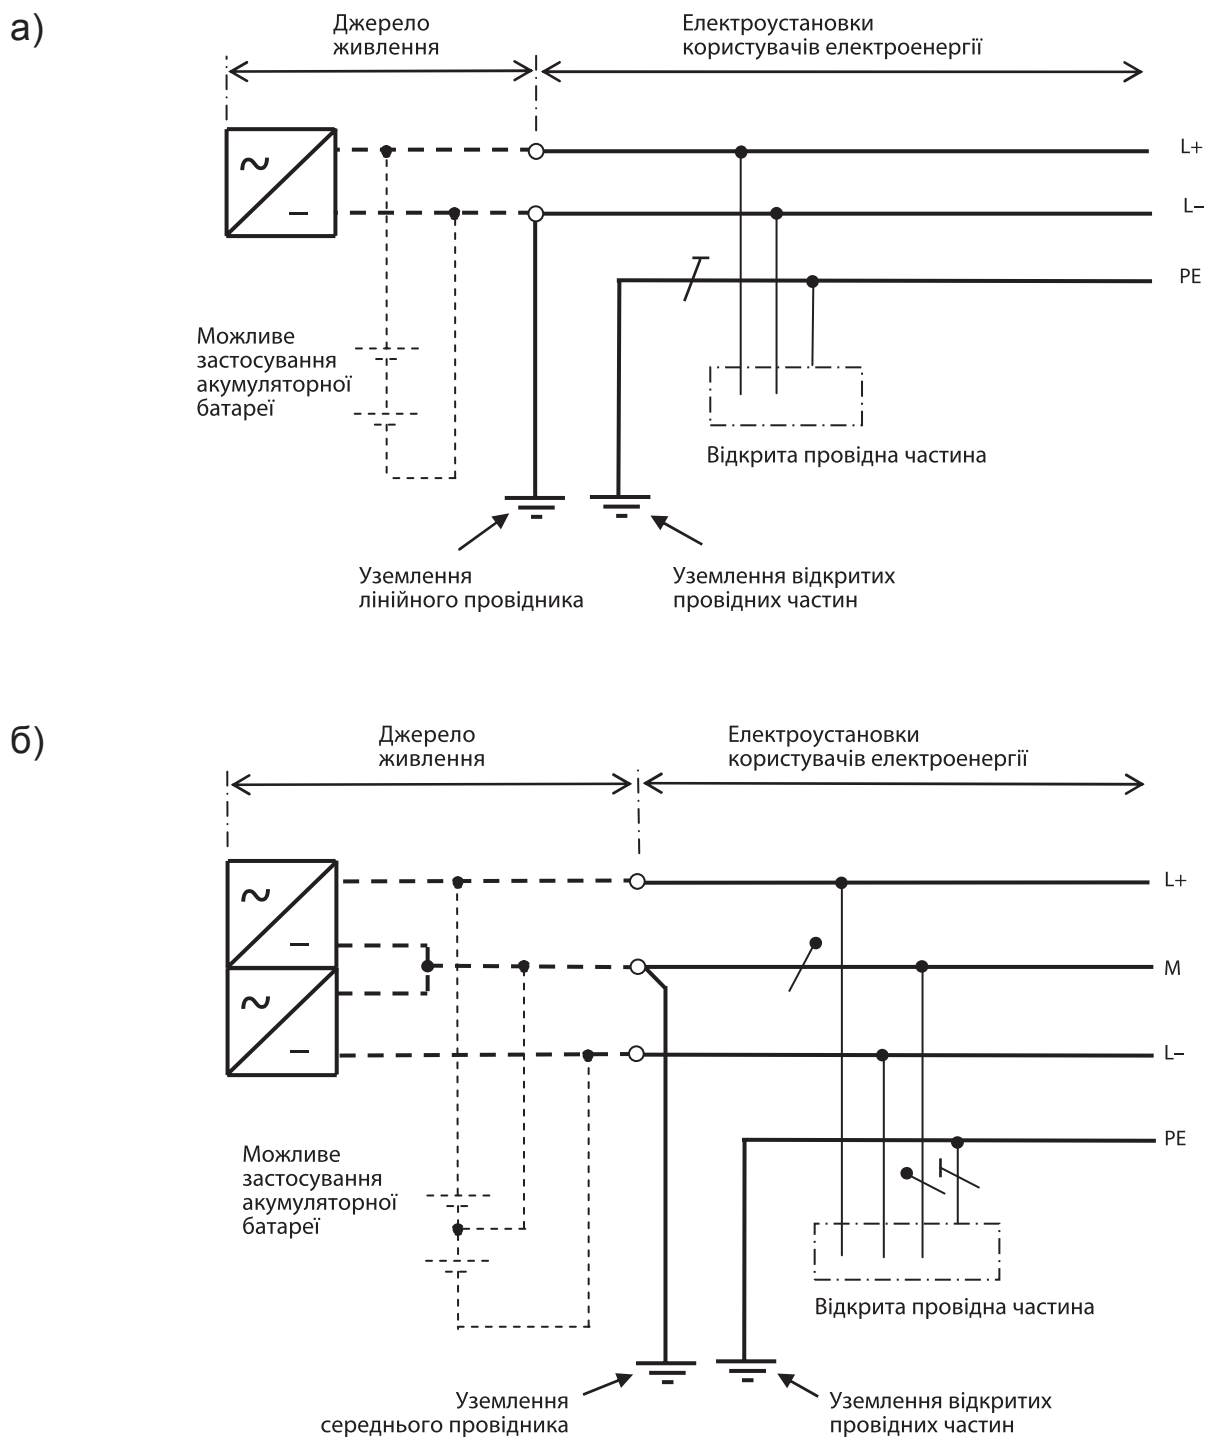 а)
Джерело
живлення
Електроустановки
користувачів електроенергії
~
–
L+
L–
PE
Можливе
застосування
акумуляторної
батареї
Відкрита провідна частина
Уземлення
лінійного провідника
Уземлення відкритих
провідних частин
б)
Джерело
живлення
Електроустановки
користувачів електроенергії
~
–
~
–
L+
M
L–
PE
Можливе
застосування
акумуляторної
батареї
Відкрита провідна частина
Уземлення
середнього провідника
Уземлення відкритих
провідних частин